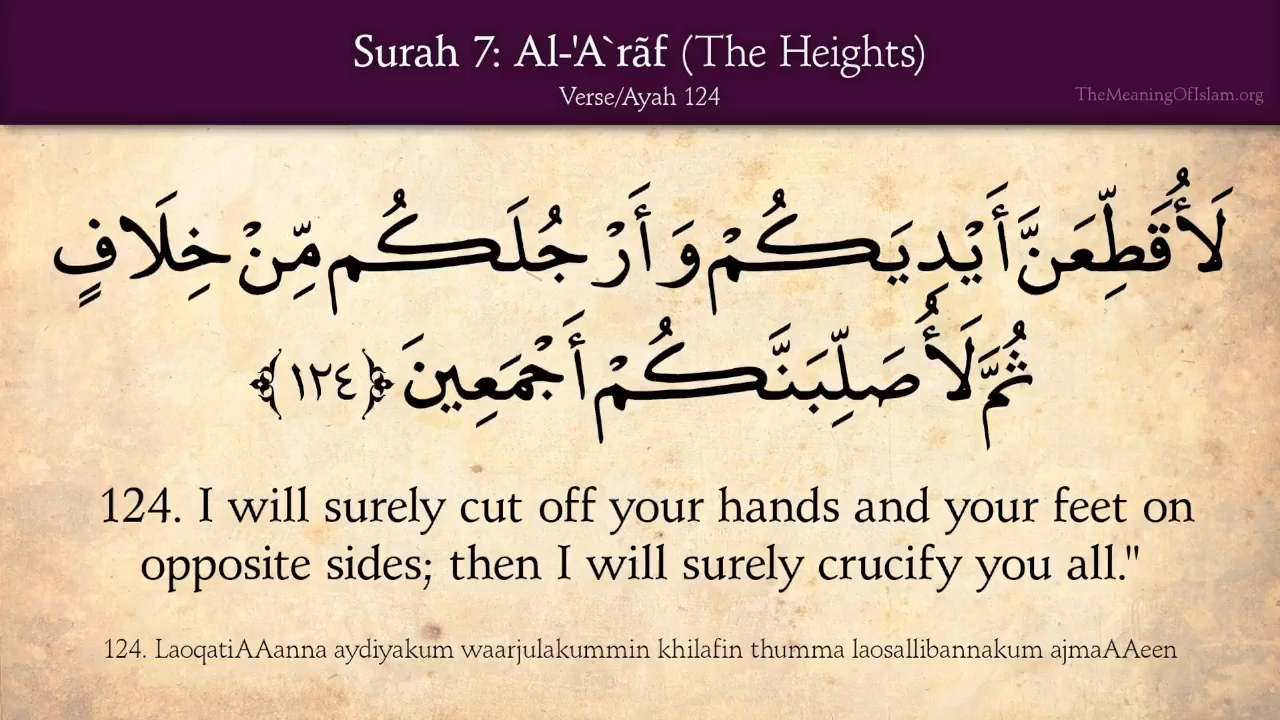 Surah 7: Al-'A`rãf (The Heights)
Verse/Ayah 124
TheMeaningOfIslam.org
لَأُقَطِّعَنَّ أَيْدِيَكُمْ وَأَرْجُلَكُم مِّنْ خِلَافٍ
ثُمَّ لَأُصَلِّبَنَّكُمْ أَجْمَعِينَ ﴿١٢٤﴾
124. I will surely cut off your hands and your feet on
opposite sides; then I will surely crucify you all."
124. LaoqatiAAanna aydiyakum waarjulakummin khilafin thumma laosallibannakum ajmaAAeen